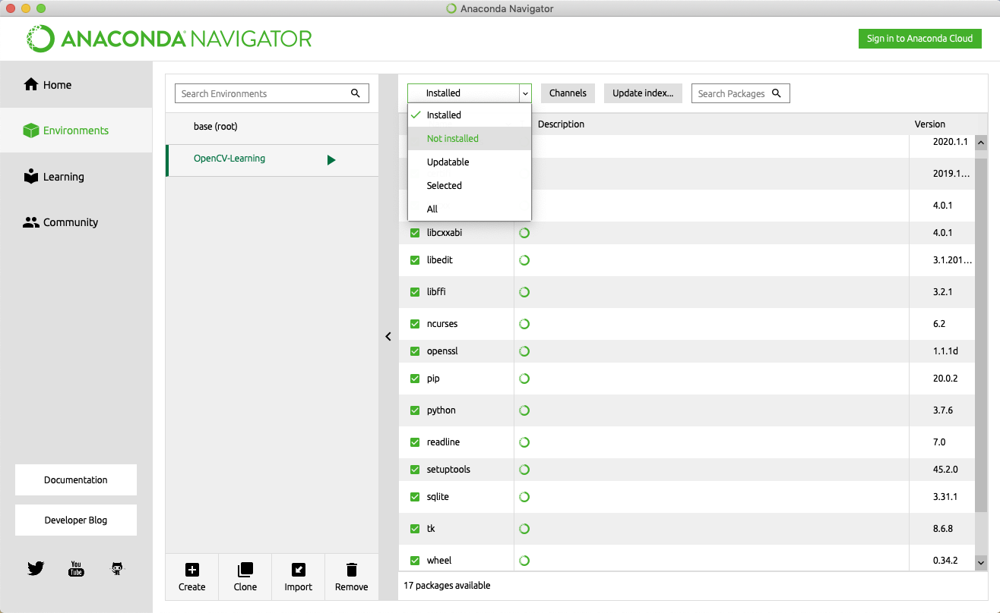 Anaconda Navigator
ANACONDA NAVIGATOR
Sign in to Anaconda Cloud
Home
Environments
Learning
Community
Documentation
Developer Blog
You
Tube
Search Environments
base (root)
OpenCV-Learning
Create
Clone
Import
Remove
Installed
Channels
Update index...
Search Packages
Installed
Not installed
Updatable
Selected
All
Description
Version
2020.1.1
2019.1...
4.0.1
libcxxabi 4.0.1
libedit 3.1.201...
libffi 3.2.1
ncurses 6.2
openssl 1.1.1d
pip 20.0.2
python 3.7.6
readline 7.0
setuptools 45.2.0
sqlite 3.31.1
tk 8.6.8
wheel 0.34.2
17 packages available